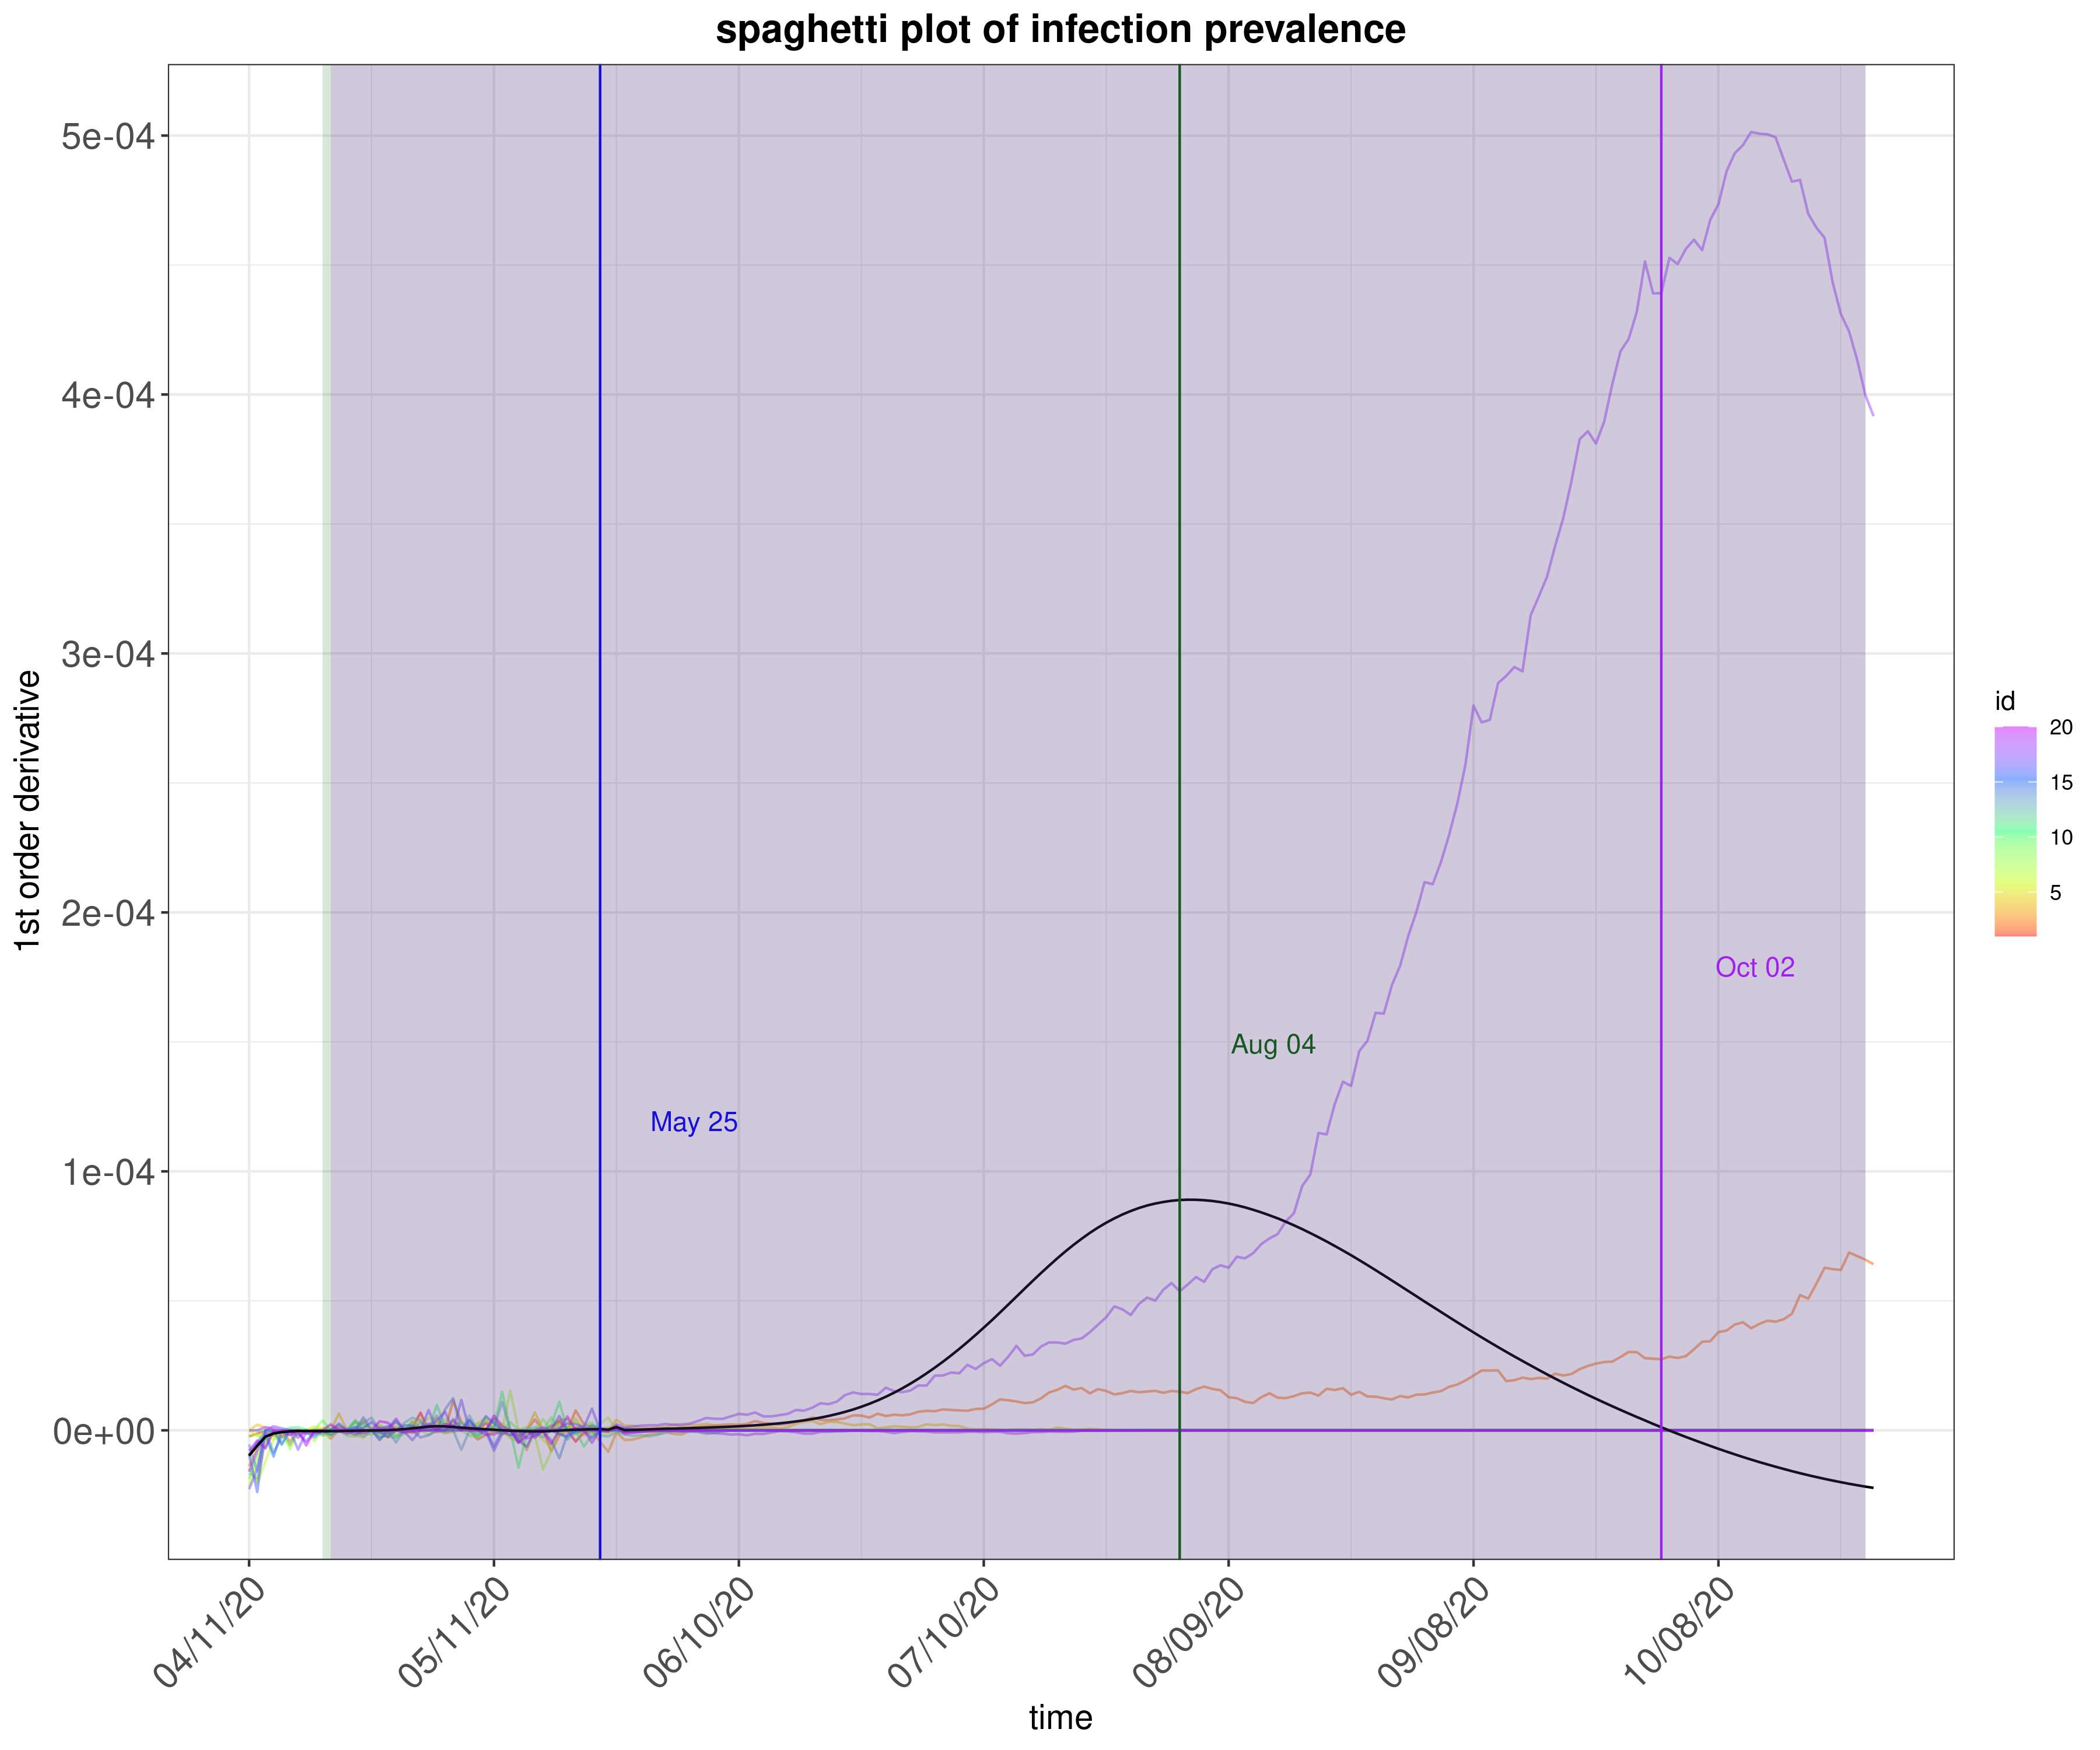 spaghetti plot of infection prevalence
5e-04
4e-04
3e-04
2e-04
1e-04
0e+00
1st order derivative
May 25
Aug 04
Oct 02
04/11/20
05/11/20
06/10/20
07/10/20
08/09/20
09/08/20
10/08/20
time
id
20
15
10
5